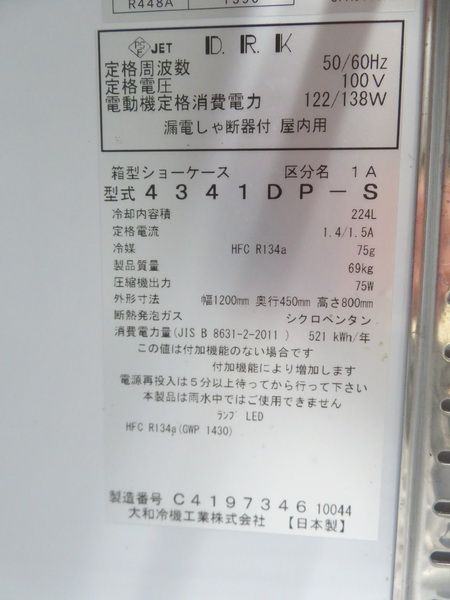 R448A 1390
PSE JET D.R.K
定格周波数 50/60Hz
定格電圧 100V
電動機定格消費電力 122/138W
漏電しゃ断器付 屋内用
箱型ショーケース 区分名 1A
型式 4341DP-S
冷却内容積 224L
定格電流 1.4/1.5A
冷媒 HFC R134a 75g
製品質量 69kg
圧縮機出力 75W
外形寸法 幅1200mm 奥行450mm 高さ800mm
断熱発泡ガス シクロペンタン
消費電力量(JIS B 8631-2-2011 ) 521 kWh/年
この値は付加機能のない場合です
付加機能により増加します
電源再投入は5分以上待ってから行って下さい
本製品は雨水中ではご使用できません
ランプ LED
HFC R134a(GWP 1430)
製造番号 C4197346 10044
大和冷機工業株式会社 【日本製】